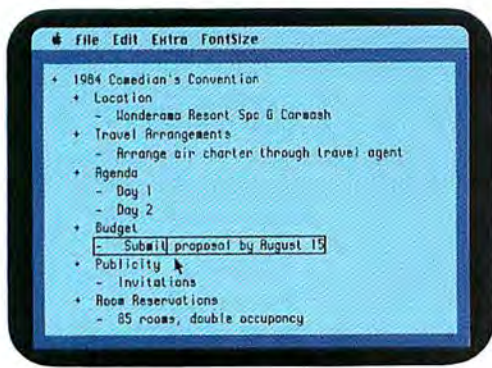 File Edit Extra FontSize
+ 1984 Comedian's Convention
+ Location
- Wonderama Resort Spa & Carwash
+ Travel Arrangements
- Arrange air charter through travel agent
+ Agenda
- Day 1
- Day 2
+ Budget
- Submit proposal by August 15
+ Publicity
- Invitations
+ Room Reservations
- 85 rooms, double occupancy